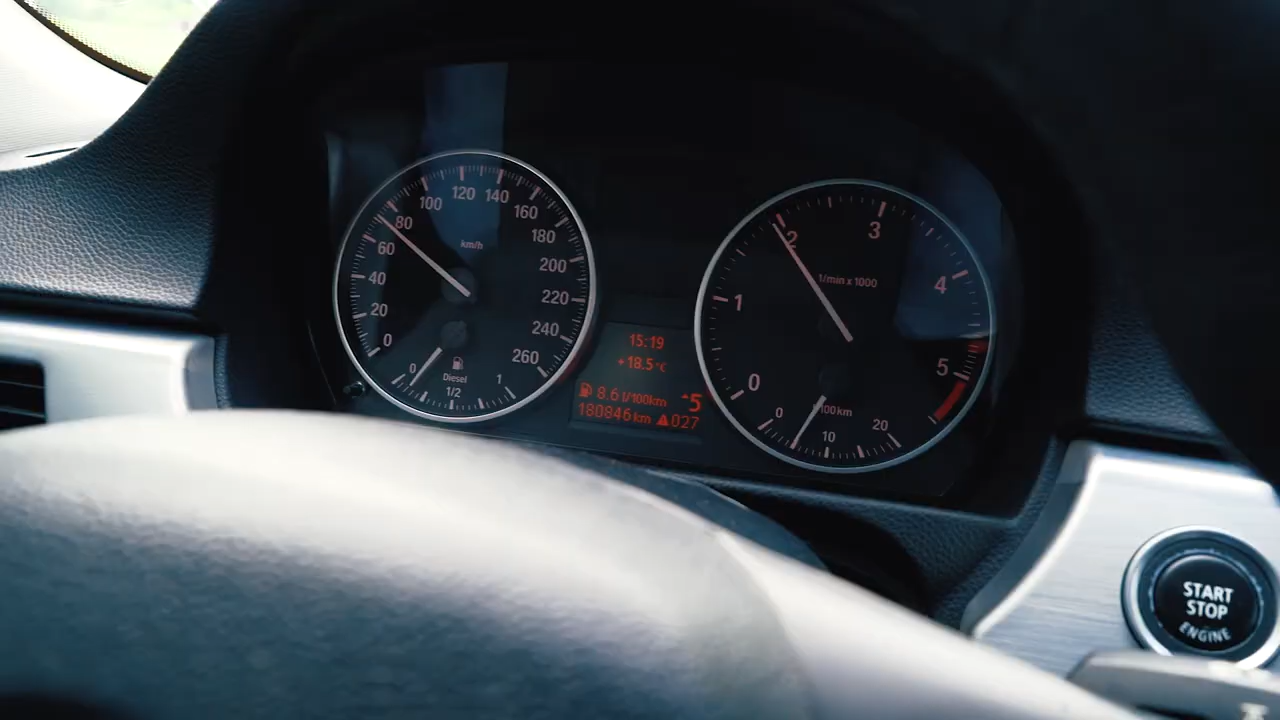 0
20
40
60
80
100
120
140
160
180
200
220
240
260
km/h
0
1/2
1
Diesel
15:19
+18.5°C
8.6 l/100km
5
180846 km 027
0
1
2
3
4
5
1/min x 1000
0
10
20
/100km
START
STOP
ENGINE